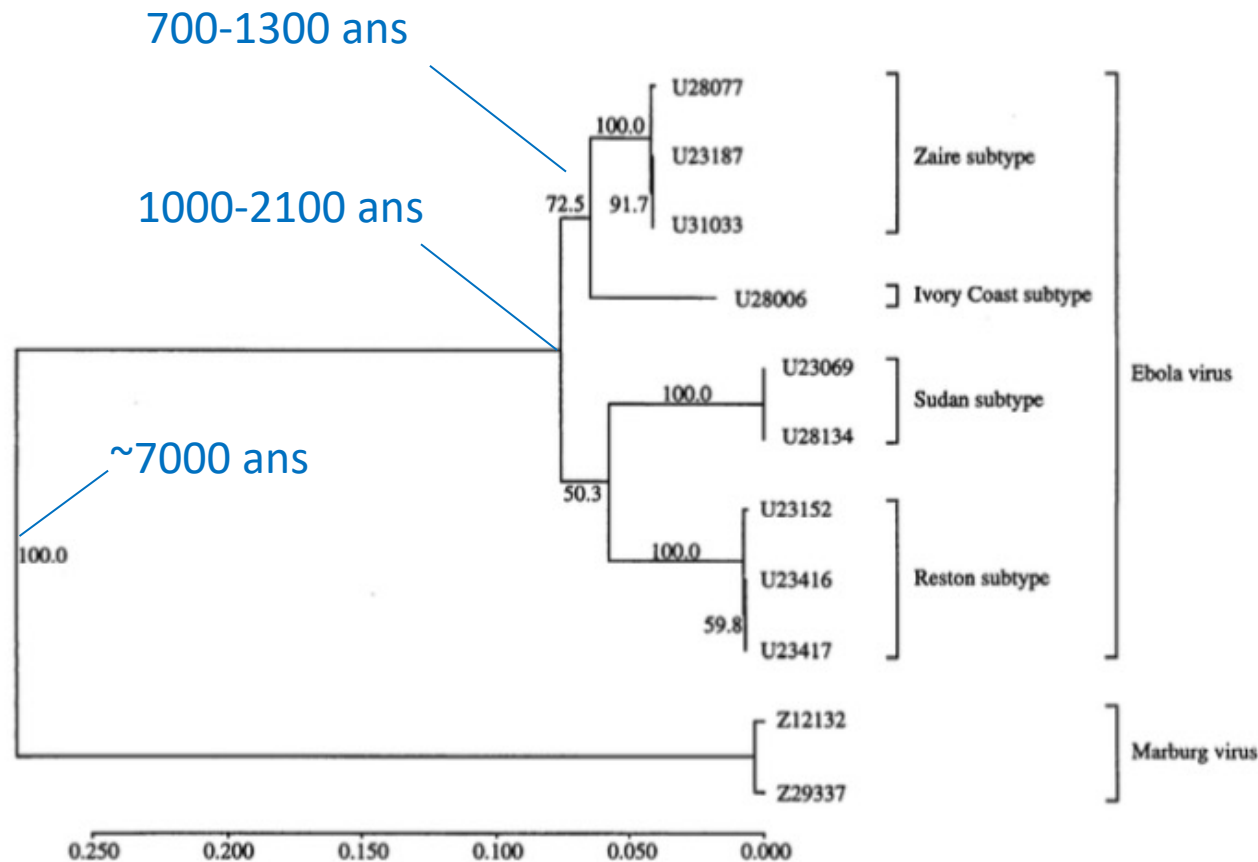 700-1300 ans
U28077
100.0
U23187
Zaire subtype
1000-2100 ans
72.5
91.7
U31033
U28006
Ivory Coast subtype
U23069
Ebola virus
100.0
Sudan subtype
U28134
~7000 ans
50.3
U23152
100.0
100.0
U23416
Reston subtype
59.8
U23417
Z12132
Marburg virus
Z29337
0.250 0.200 0.150 0.100 0.050 0.000